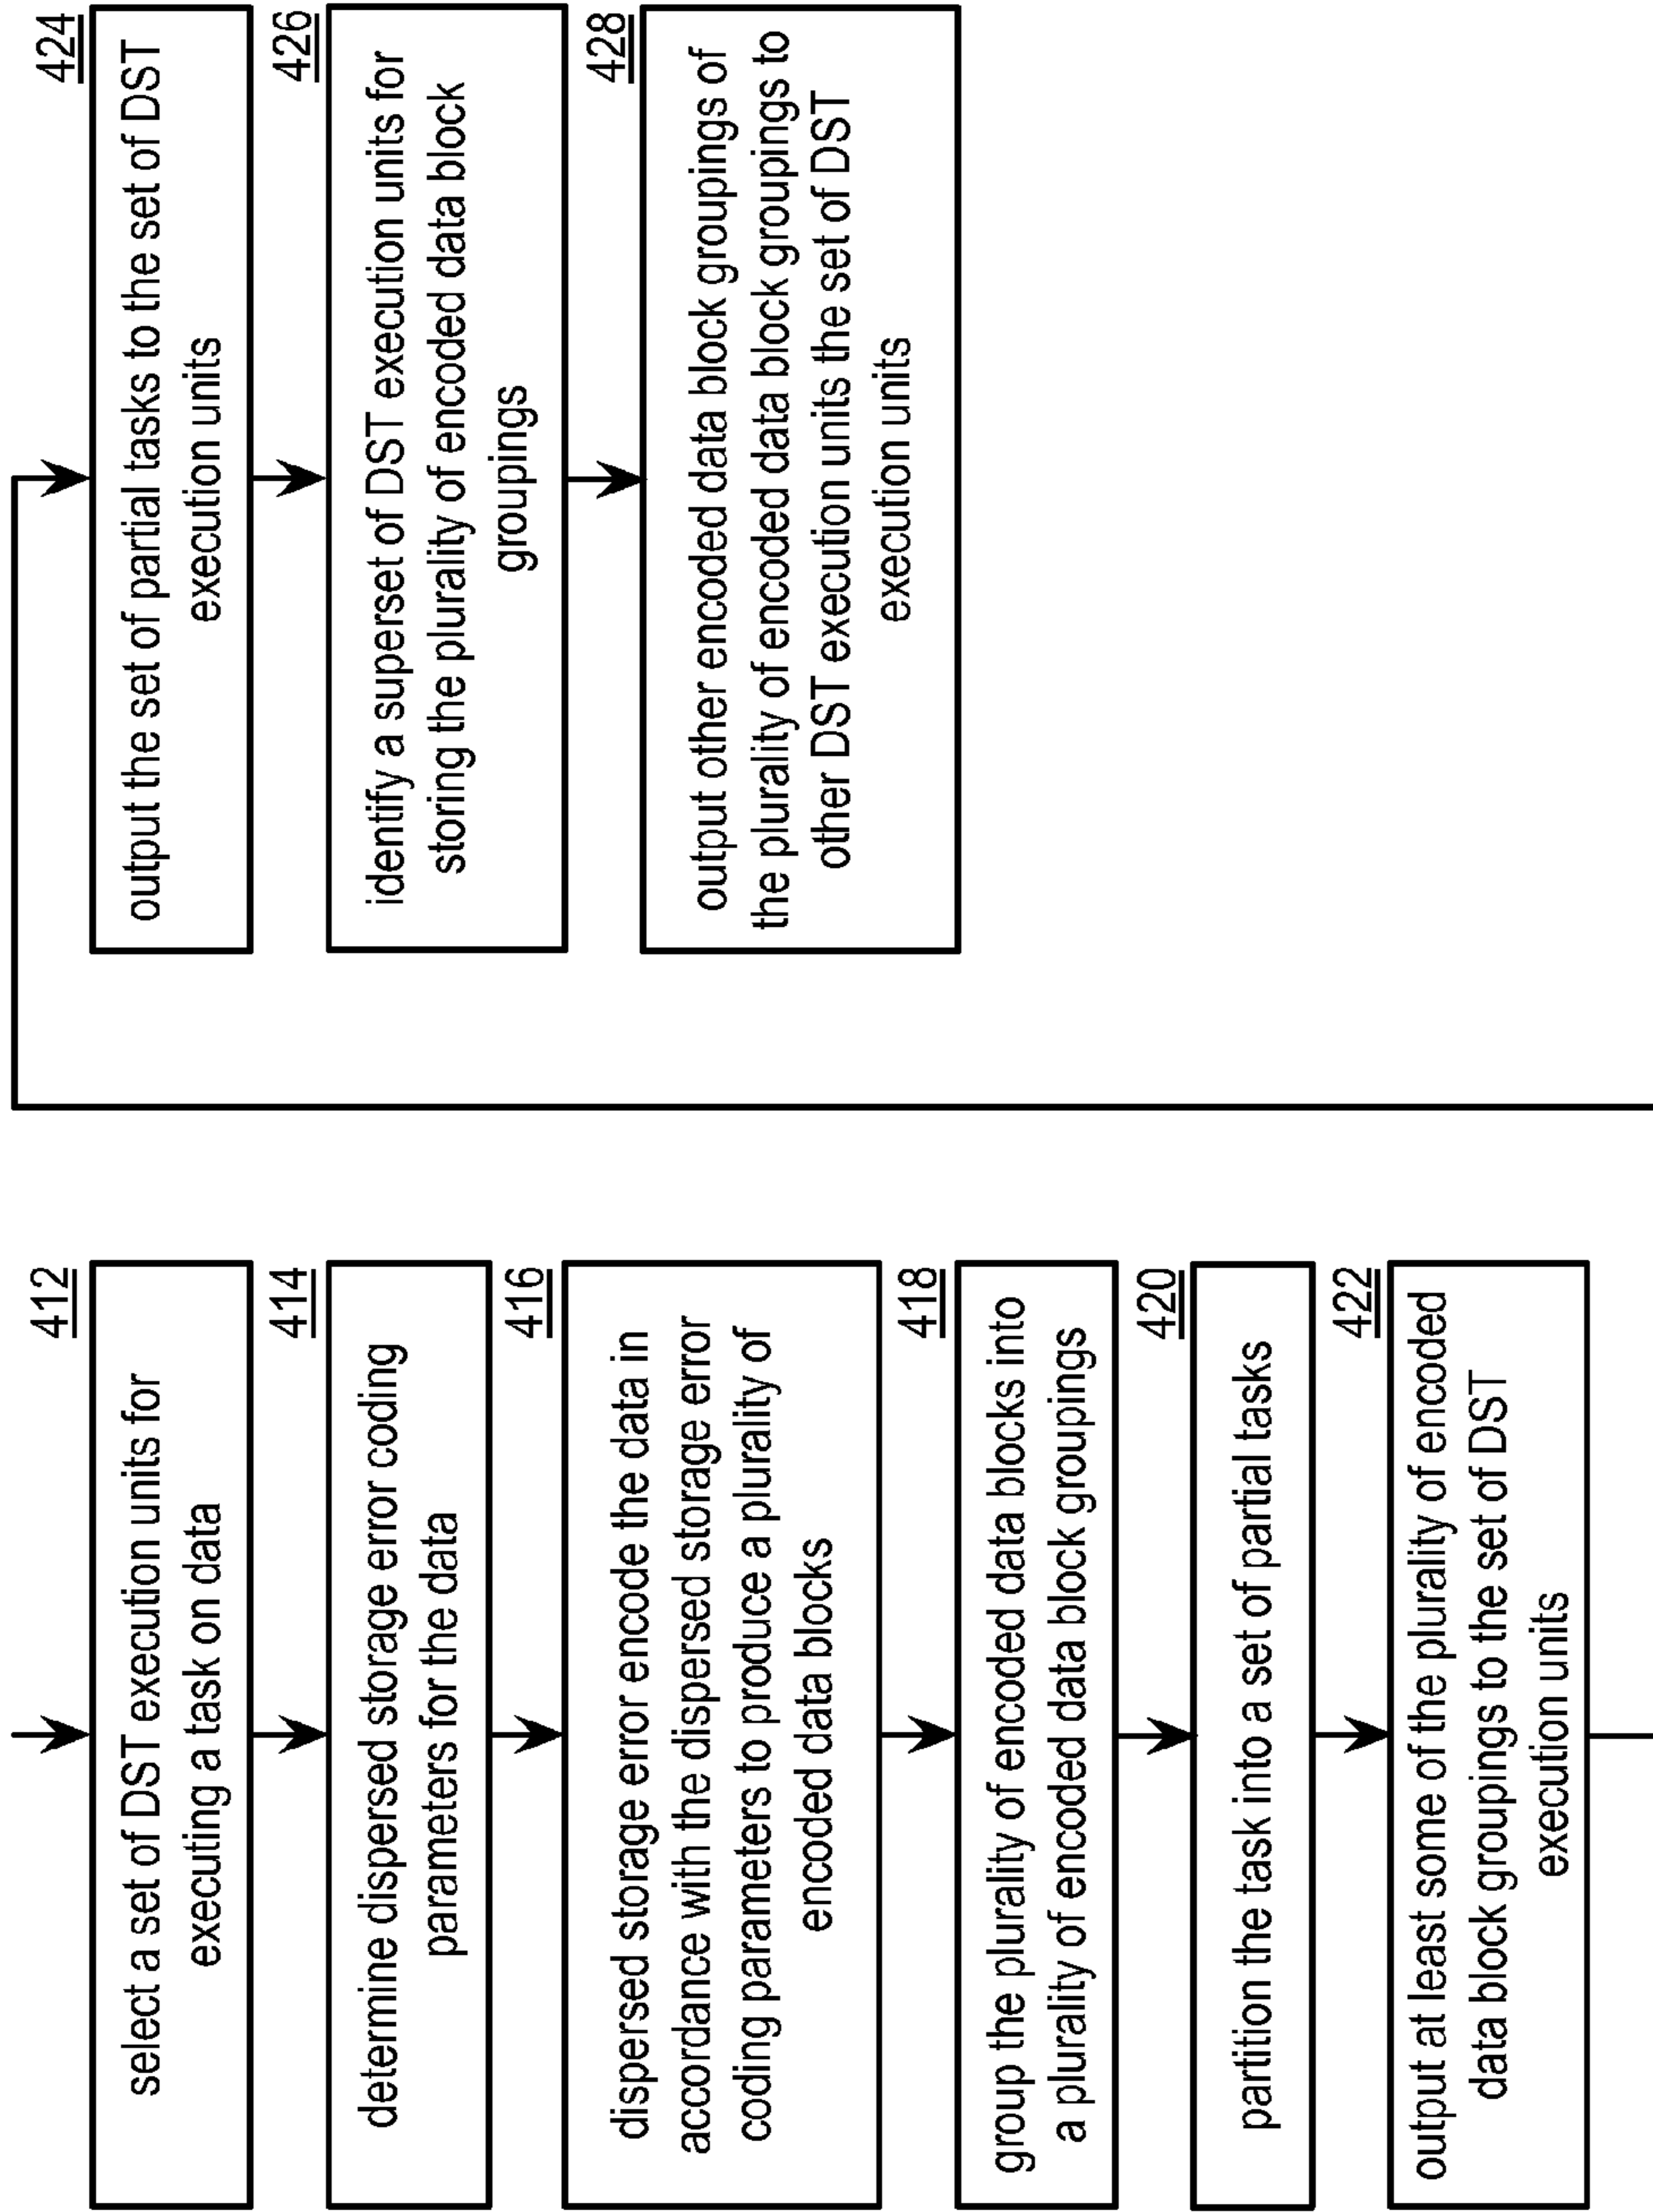 412
select a set of DST execution units for
executing a task on data
414
determine dispersed storage error coding
parameters for the data
416
dispersed storage error encode the data in
accordance with the dispersed storage error
coding parameters to produce a plurality of
encoded data blocks
418
group the plurality of encoded data blocks into
a plurality of encoded data block groupings
420
partition the task into a set of partial tasks
422
output at least some of the plurality of encoded
data block groupings to the set of DST
execution units
424
output the set of partial tasks to the set of DST
execution units
426
identify a superset of DST execution units for
storing the plurality of encoded data block
groupings
428
output other encoded data block groupings of
the plurality of encoded data block groupings to
other DST execution units the set of DST
execution units